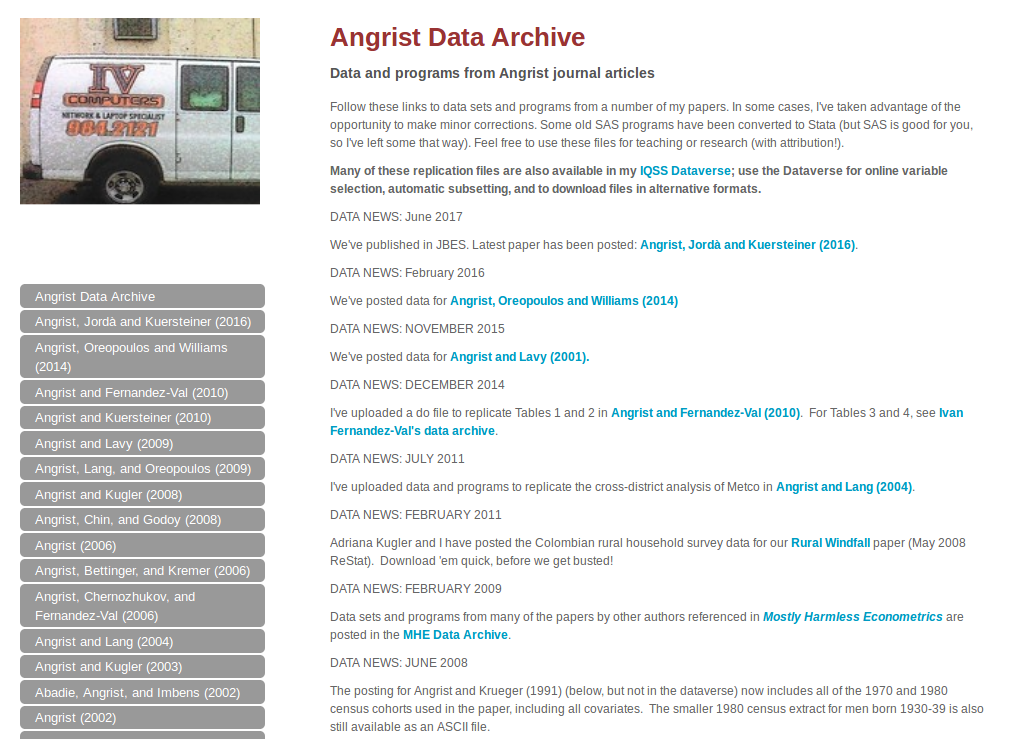 IV
COMPUTERS
NETWORK & LAPTOP SPECIALIST
984.2121
Angrist Data Archive
Angrist, Jordà and Kuersteiner (2016)
Angrist, Oreopoulos and Williams
(2014)
Angrist and Fernandez-Val (2010)
Angrist and Kuersteiner (2010)
Angrist and Lavy (2009)
Angrist, Lang, and Oreopoulos (2009)
Angrist and Kugler (2008)
Angrist, Chin, and Godoy (2008)
Angrist (2006)
Angrist, Bettinger, and Kremer (2006)
Angrist, Chernozhukov, and
Fernandez-Val (2006)
Angrist and Lang (2004)
Angrist and Kugler (2003)
Abadie, Angrist, and Imbens (2002)
Angrist (2002)
Angrist Data Archive
Data and programs from Angrist journal articles
Follow these links to data sets and programs from a number of my papers. In some cases, I've taken advantage of the
opportunity to make minor corrections. Some old SAS programs have been converted to Stata (but SAS is good for you,
so I've left some that way). Feel free to use these files for teaching or research (with attribution!).
Many of these replication files are also available in my IQSS Dataverse; use the Dataverse for online variable
selection, automatic subsetting, and to download files in alternative formats.
DATA NEWS: June 2017
We've published in JBES. Latest paper has been posted: Angrist, Jordà and Kuersteiner (2016).
DATA NEWS: February 2016
We've posted data for Angrist, Oreopoulos and Williams (2014)
DATA NEWS: NOVEMBER 2015
We've posted data for Angrist and Lavy (2001).
DATA NEWS: DECEMBER 2014
I've uploaded a do file to replicate Tables 1 and 2 in Angrist and Fernandez-Val (2010).  For Tables 3 and 4, see Ivan
Fernandez-Val's data archive.
DATA NEWS: JULY 2011
I've uploaded data and programs to replicate the cross-district analysis of Metco in Angrist and Lang (2004).
DATA NEWS: FEBRUARY 2011
Adriana Kugler and I have posted the Colombian rural household survey data for our Rural Windfall paper (May 2008
ReStat).  Download 'em quick, before we get busted!
DATA NEWS: FEBRUARY 2009
Data sets and programs from many of the papers by other authors referenced in Mostly Harmless Econometrics are
posted in the MHE Data Archive.
DATA NEWS: JUNE 2008
The posting for Angrist and Krueger (1991) (below, but not in the dataverse) now includes all of the 1970 and 1980
census cohorts used in the paper, including all covariates.  The smaller 1980 census extract for men born 1930-39 is also
still available as an ASCII file.